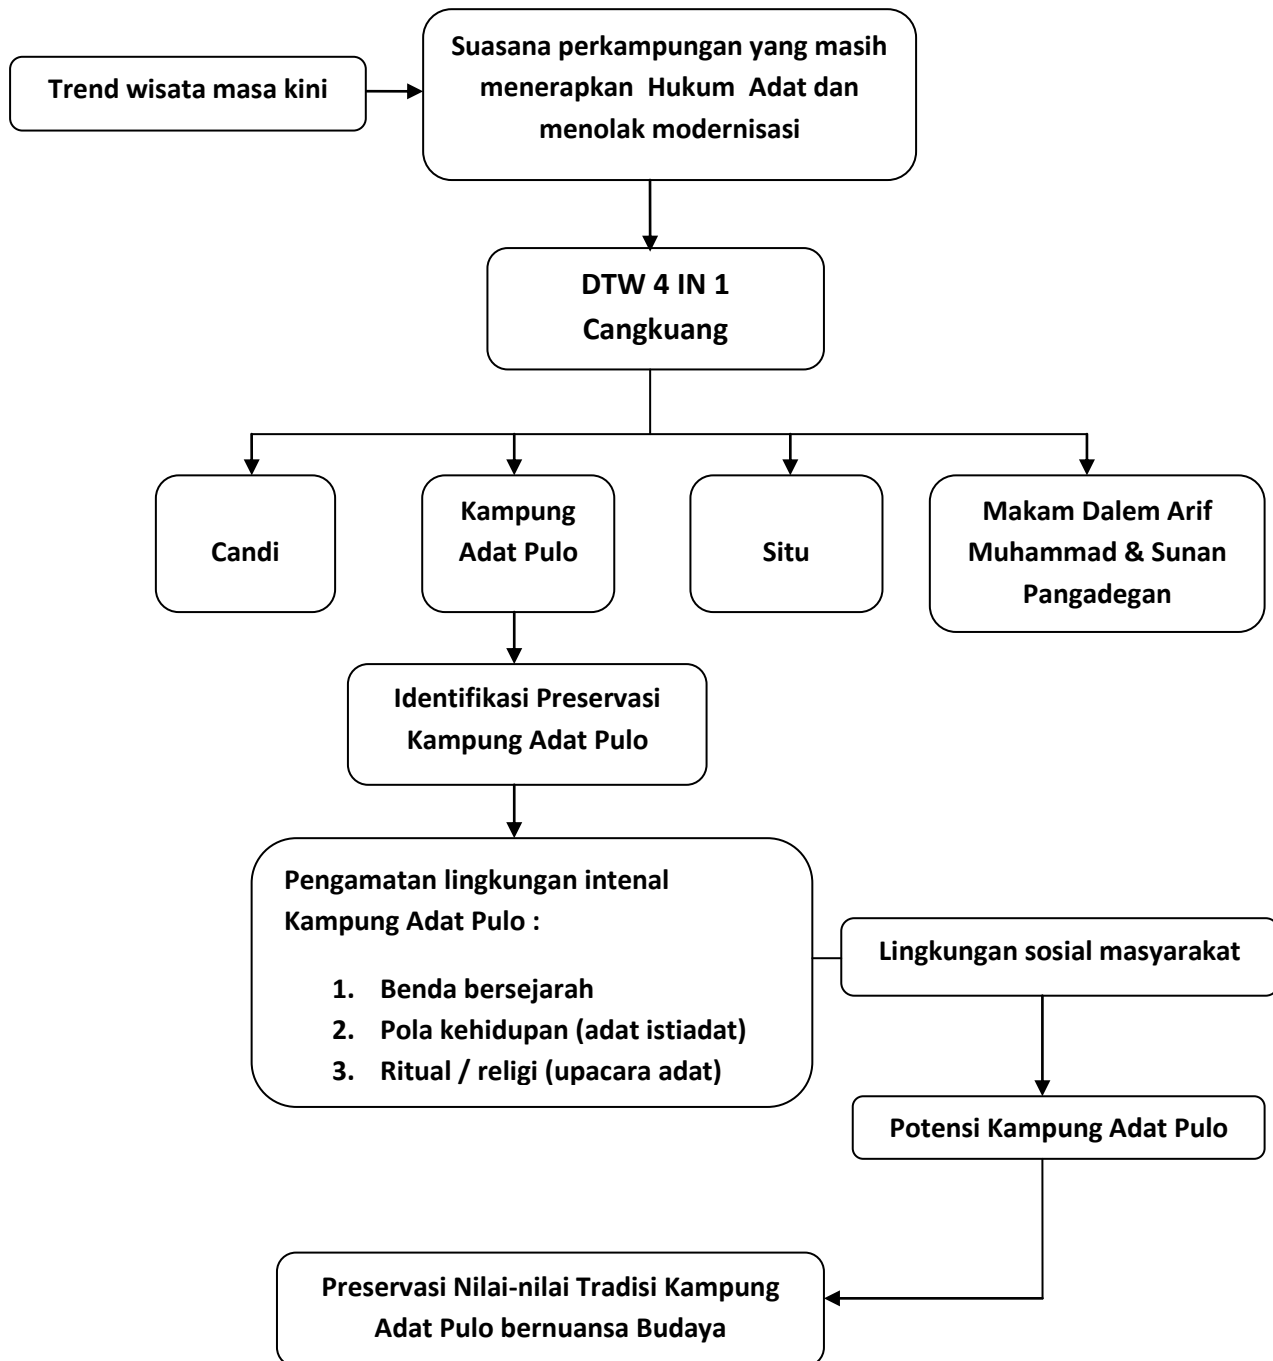 Trend wisata masa kini
Suasana perkampungan yang masih
menerapkan Hukum Adat dan
menolak modernisasi
DTW 4 IN 1
Cangkuang
Candi
Kampung
Adat Pulo
Situ
Makam Dalem Arif
Muhammad & Sunan
Pangadegan
Identifikasi Preservasi
Kampung Adat Pulo
Pengamatan lingkungan intenal
Kampung Adat Pulo :
1. Benda bersejarah
2. Pola kehidupan (adat istiadat)
3. Ritual / religi (upacara adat)
Lingkungan sosial masyarakat
Potensi Kampung Adat Pulo
Preservasi Nilai-nilai Tradisi Kampung
Adat Pulo bernuansa Budaya